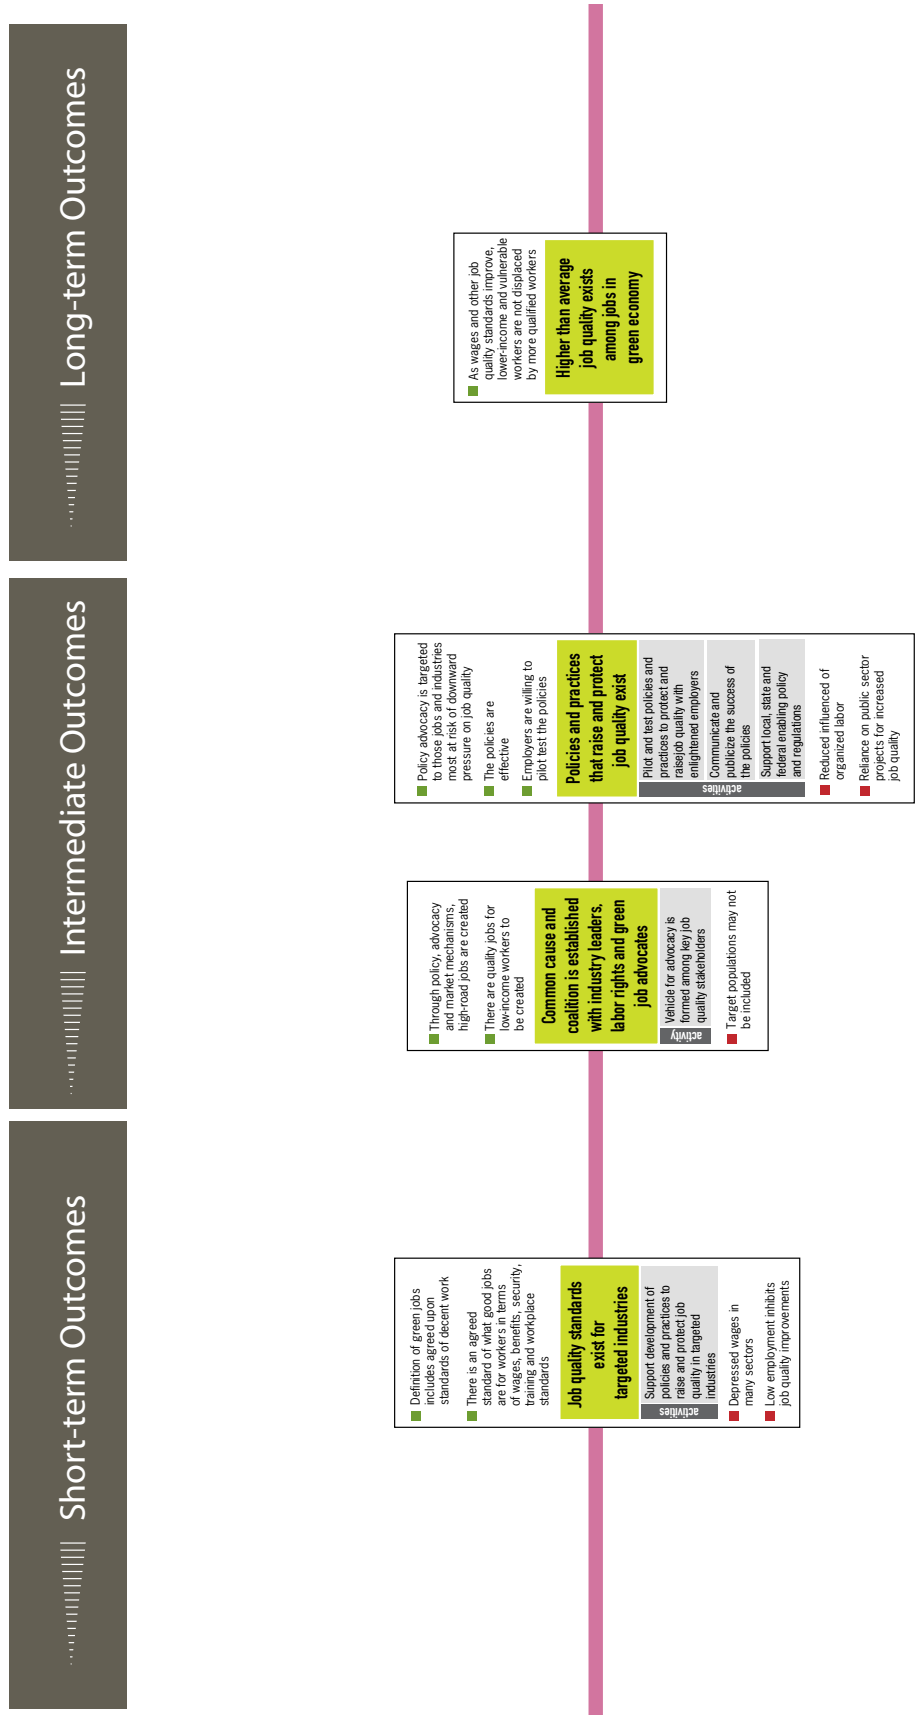 Short-term Outcomes
Intermediate Outcomes
Long-term Outcomes
Definition of green jobs
includes agreed upon
standards of decent work
There is an agreed
standard of what good jobs
are for workers in terms
of wages, benefits, security,
training and workplace
standards
Job quality standards
exist for
targeted industries
activities
Support development of
policies and practices to
raise and protect job
quality in targeted
industries
Depressed wages in
many sectors
Low employment inhibits
job quality improvements
Through policy, advocacy
and market mechanisms,
high-road jobs are created
There are quality jobs for
low-income workers to
be created
Common cause and
coalition is established
with industry leaders,
labor rights and green
job advocates
activity
Vehicle for advocacy is
formed among key job
quality stakeholders
Target populations may not
be included
Policy advocacy is targeted
to those jobs and industries
most at risk of downward
pressure on job quality
The policies are
effective
Employers are willing to
pilot test the policies
Policies and practices
that raise and protect
job quality exist
activities
Pilot and test policies and
practices to protect and
raisejob quality with
enlightened employers
Communicate and
publicize the success of
the policies
Support local, state and
federal enabling policy
and regulations
Reduced influenced of
organized labor
Reliance on public sector
projects for increased
job quality
As wages and other job
quality standards improve,
lower-income and vulnerable
workers are not displaced
by more qualified workers
Higher than average
job quality exists
among jobs in
green economy